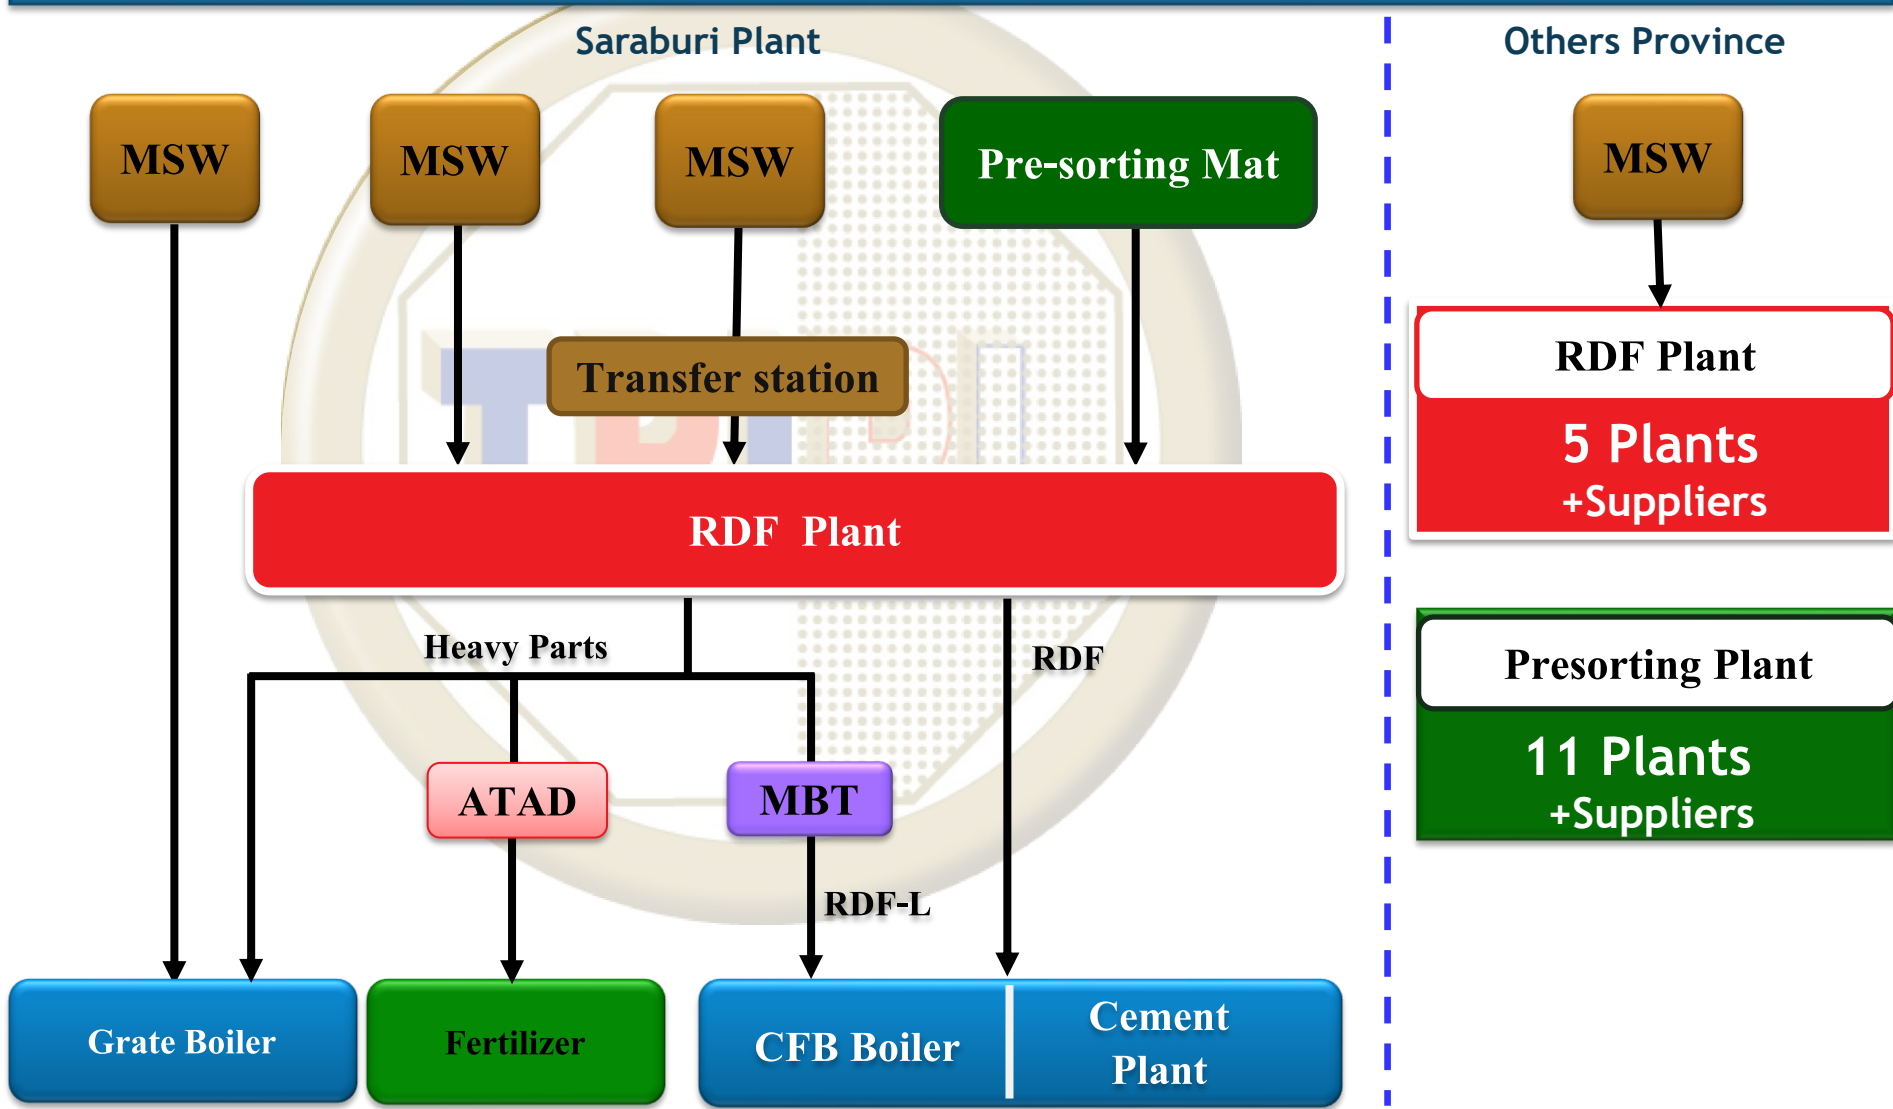 Saraburi Plant
Others Province
MSW
MSW
MSW
Pre-sorting Mat
MSW
Transfer station
RDF Plant
5 Plants
+Suppliers
TPIPL
RDF Plant
Heavy Parts
RDF
Presorting Plant
11 Plants
+Suppliers
ATAD
MBT
RDF-L
Grate Boiler
Fertilizer
CFB Boiler
Cement
Plant